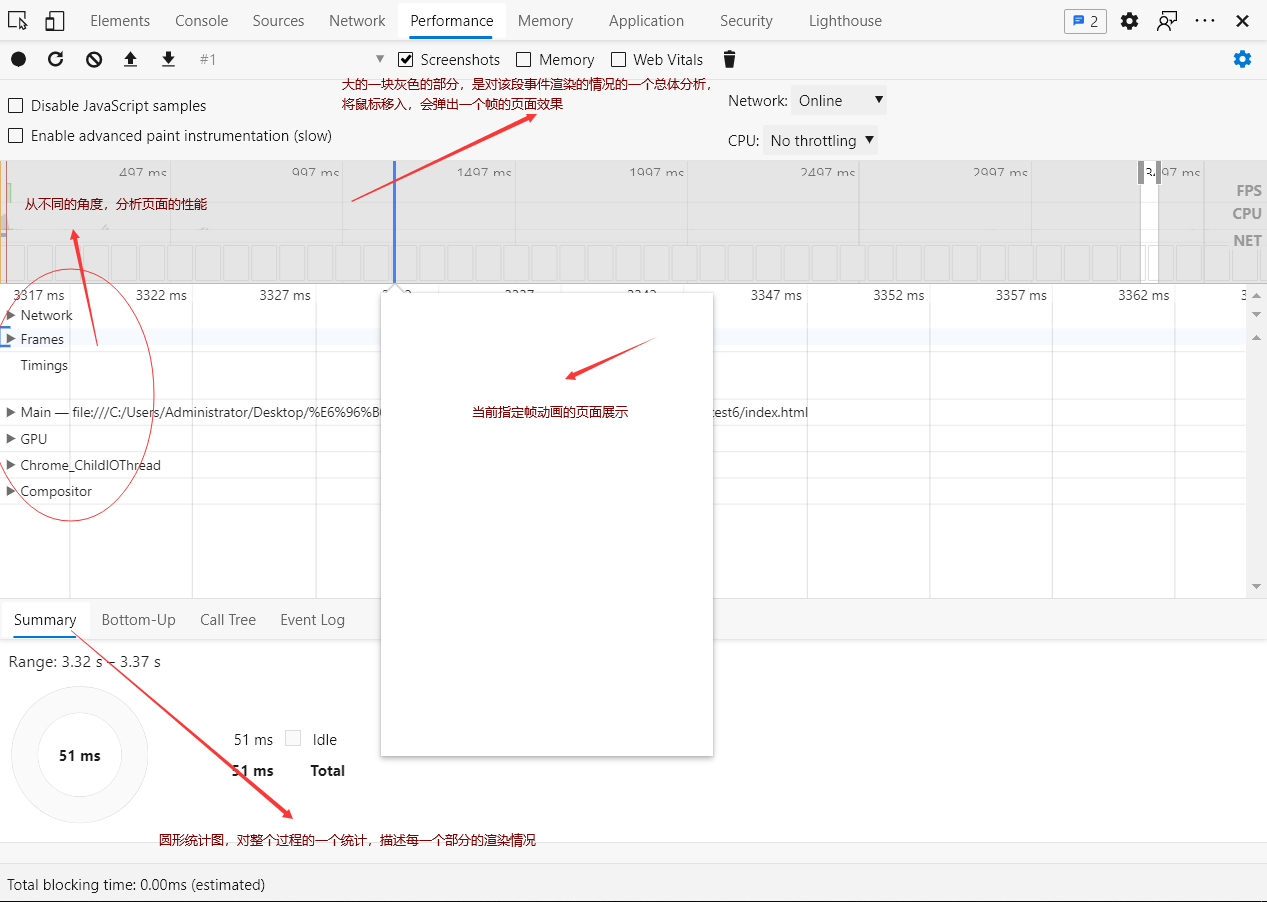 Elements Console Sources Network Performance Memory Application Security Lighthouse 2
#1 Screenshots Memory Web Vitals
大的一块灰色的部分，是对该段事件渲染的情况的一个总体分析，
将鼠标移入，会弹出一个帧的页面效果
Disable JavaScript samples
Network: Online
Enable advanced paint instrumentation (slow)
CPU: No throttling
497 ms 997 ms 1497 ms 1997 ms 2497 ms 2997 ms 97 ms
FPS
从不同的角度，分析页面的性能
CPU
NET
3317 ms 3322 ms 3327 ms 3347 ms 3352 ms 3357 ms 3362 ms
Network
Frames
Timings
Main — file:///C:/Users/Administrator/Desktop/%E6%96%B0 test6/index.html
当前指定帧动画的页面展示
GPU
Chrome_ChildIOThread
Compositor
Summary Bottom-Up Call Tree Event Log
Range: 3.32 s – 3.37 s
51 ms Idle
51 ms
51 ms Total
圆形统计图，对整个过程的一个统计，描述每一个部分的渲染情况
Total blocking time: 0.00ms (estimated)